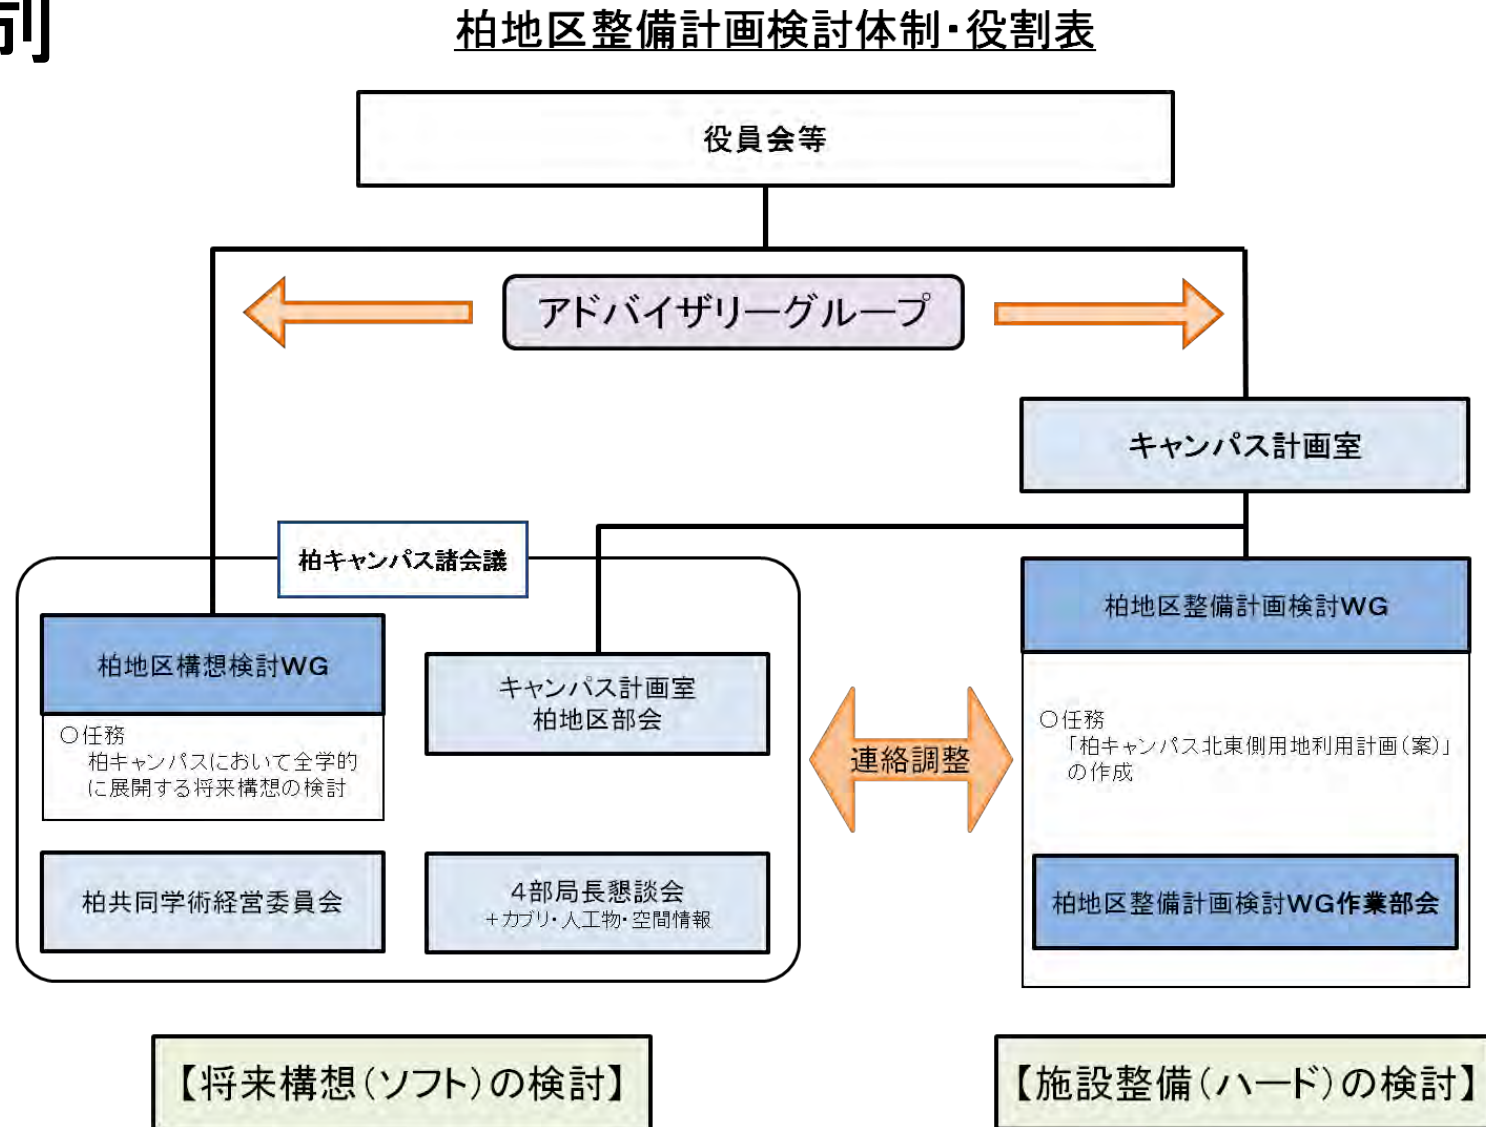 制
柏地区整備計画検討体制・役割表
役員会等
アドバイザリーグループ
キャンパス計画室
柏キャンパス諸会議
柏地区構想検討WG
○任務
柏キャンパスにおいて全学的
に展開する将来構想の検討
キャンパス計画室
柏地区部会
柏共同学術経営委員会
4部局長懇談会
+カブリ・人工物・空間情報
連絡調整
柏地区整備計画検討WG
○任務
「柏キャンパス北東側用地利用計画(案)」
の作成
柏地区整備計画検討WG作業部会
【将来構想(ソフト)の検討】
【施設整備(ハード)の検討】